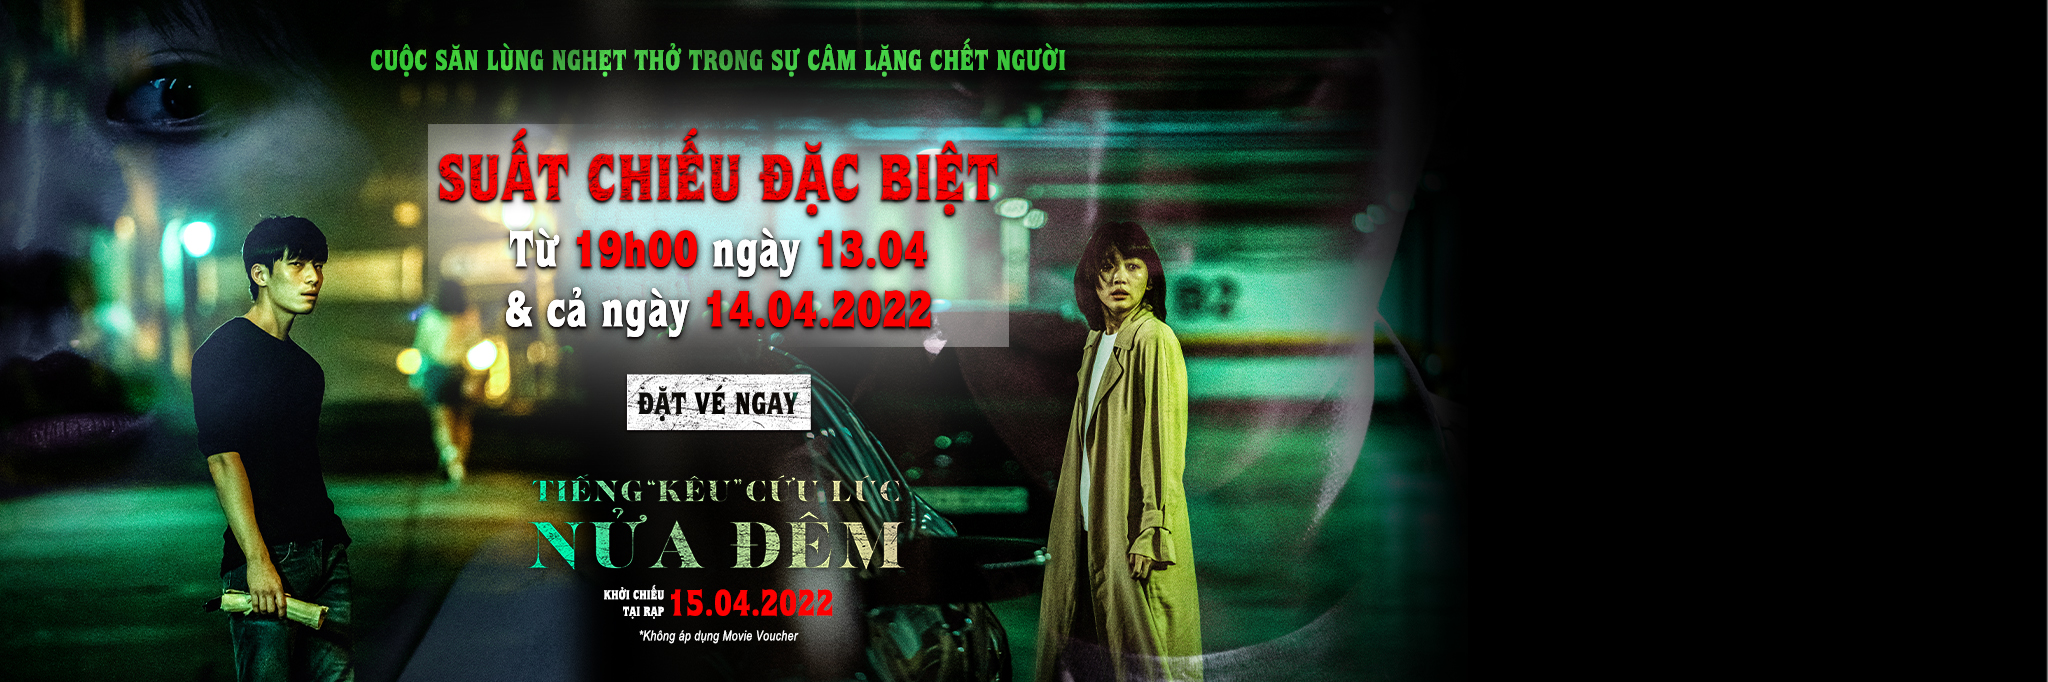 CUỘC SĂN LÙNG NGHẸT THỞ TRONG SỰ CÂM LẶNG CHẾT NGƯỜI
SUẤT CHIẾU ĐẶC BIỆT
Từ 19h00 ngày 13.04
& cả ngày 14.04.2022
ĐẶT VÉ NGAY
TIẾNG "KÊU" CỨU LÚC
NỬA ĐÊM
KHỞI CHIẾU
TẠI RẠP 15.04.2022
*Không áp dụng Movie Voucher